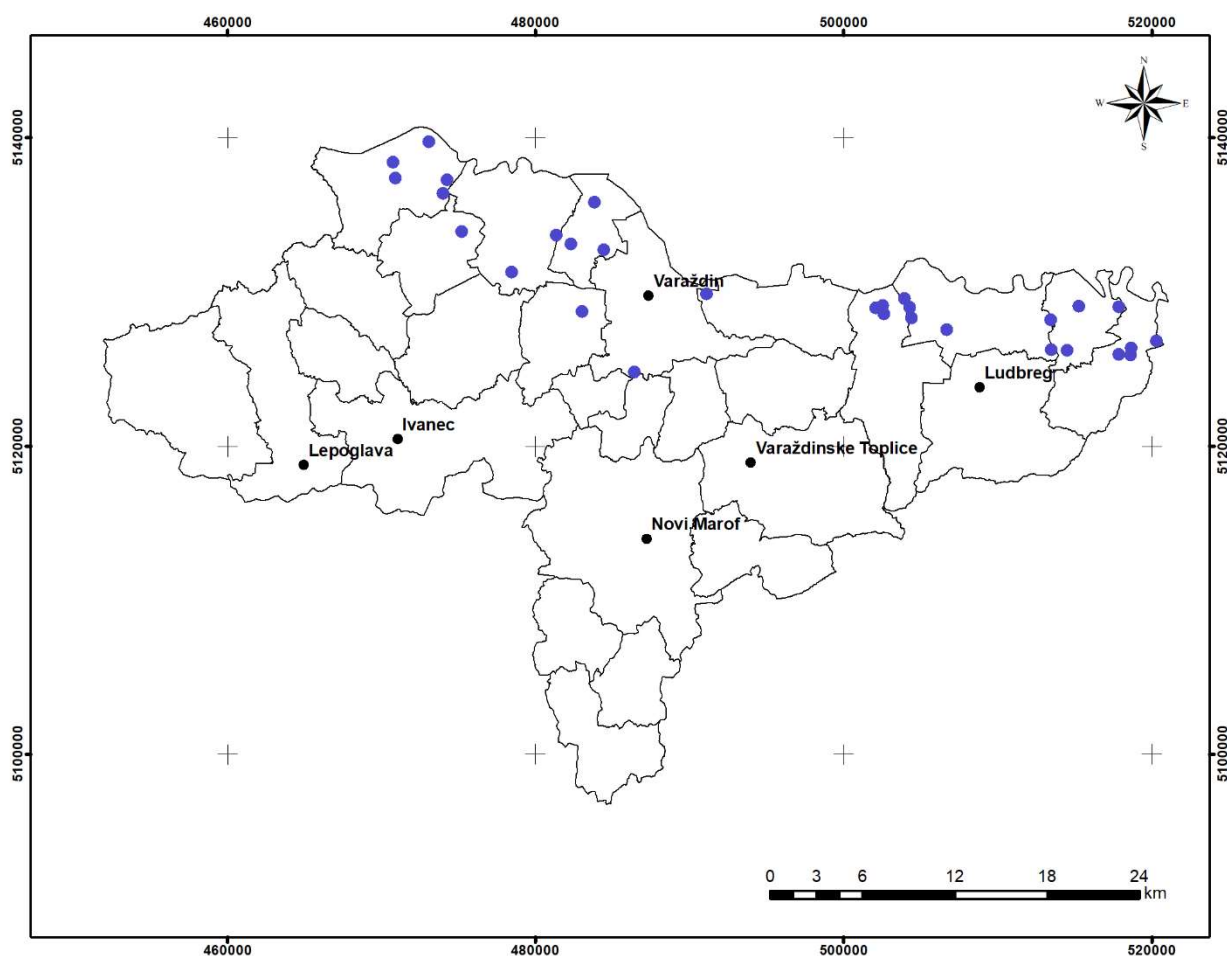 460000 480000 500000 520000
N
W E
S
5140000 5140000
Varaždin
Ludbreg
Ivanec
5120000 5120000
Lepoglava Varaždinske Toplice
Novi Marof
5100000 5100000
0 3 6 12 18 24
km
460000 480000 500000 520000